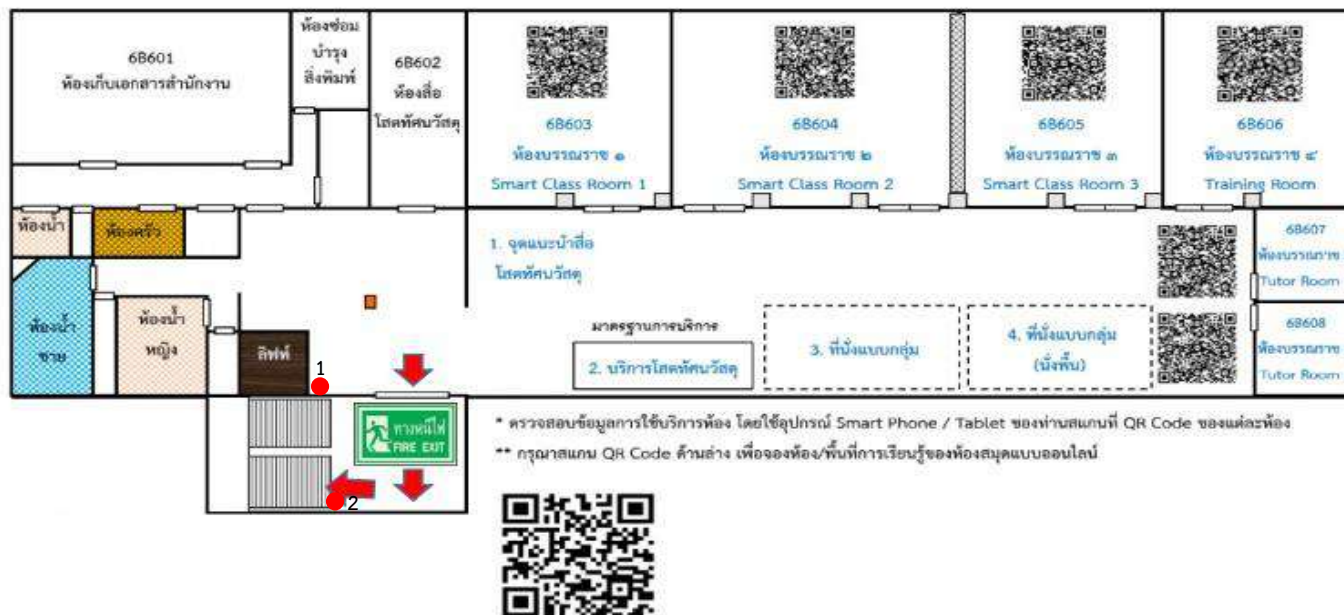 6B601
ห้องเก็บเอกสารสำนักงาน
ห้องซ่อม
บำรุง
สิ่งพิมพ์
6B602
ห้องสื่อ
โสตทัศนวัสดุ
6B603
ห้องบรรณราช ๑
Smart Class Room 1
6B604
ห้องบรรณราช ๒
Smart Class Room 2
6B605
ห้องบรรณราช ๓
Smart Class Room 3
6B606
ห้องบรรณราช ๔
Training Room
ห้องน้ำ
ห้องครัว
ห้องน้ำ
ชาย
ห้องน้ำ
หญิง
ลิฟท์
1
1. จุดแนะนำสื่อ
โสตทัศนวัสดุ
มาตรฐานการบริการ
2. บริการโสตทัศนวัสดุ
3. ที่นั่งแบบกลุ่ม
4. ที่นั่งแบบกลุ่ม
(นั่งพื้น)
6B607
ห้องบรรณราช
Tutor Room
6B608
ห้องบรรณราช
Tutor Room
ทางหนีไฟ
FIRE EXIT
2
* ตรวจสอบข้อมูลการใช้บริการห้อง โดยใช้อุปกรณ์ Smart Phone / Tablet ของท่านสแกนที่ QR Code ของแต่ละห้อง
** กรุณาสแกน QR Code ด้านล่าง เพื่อจองห้อง/พื้นที่การเรียนรู้ของห้องสมุดแบบออนไลน์